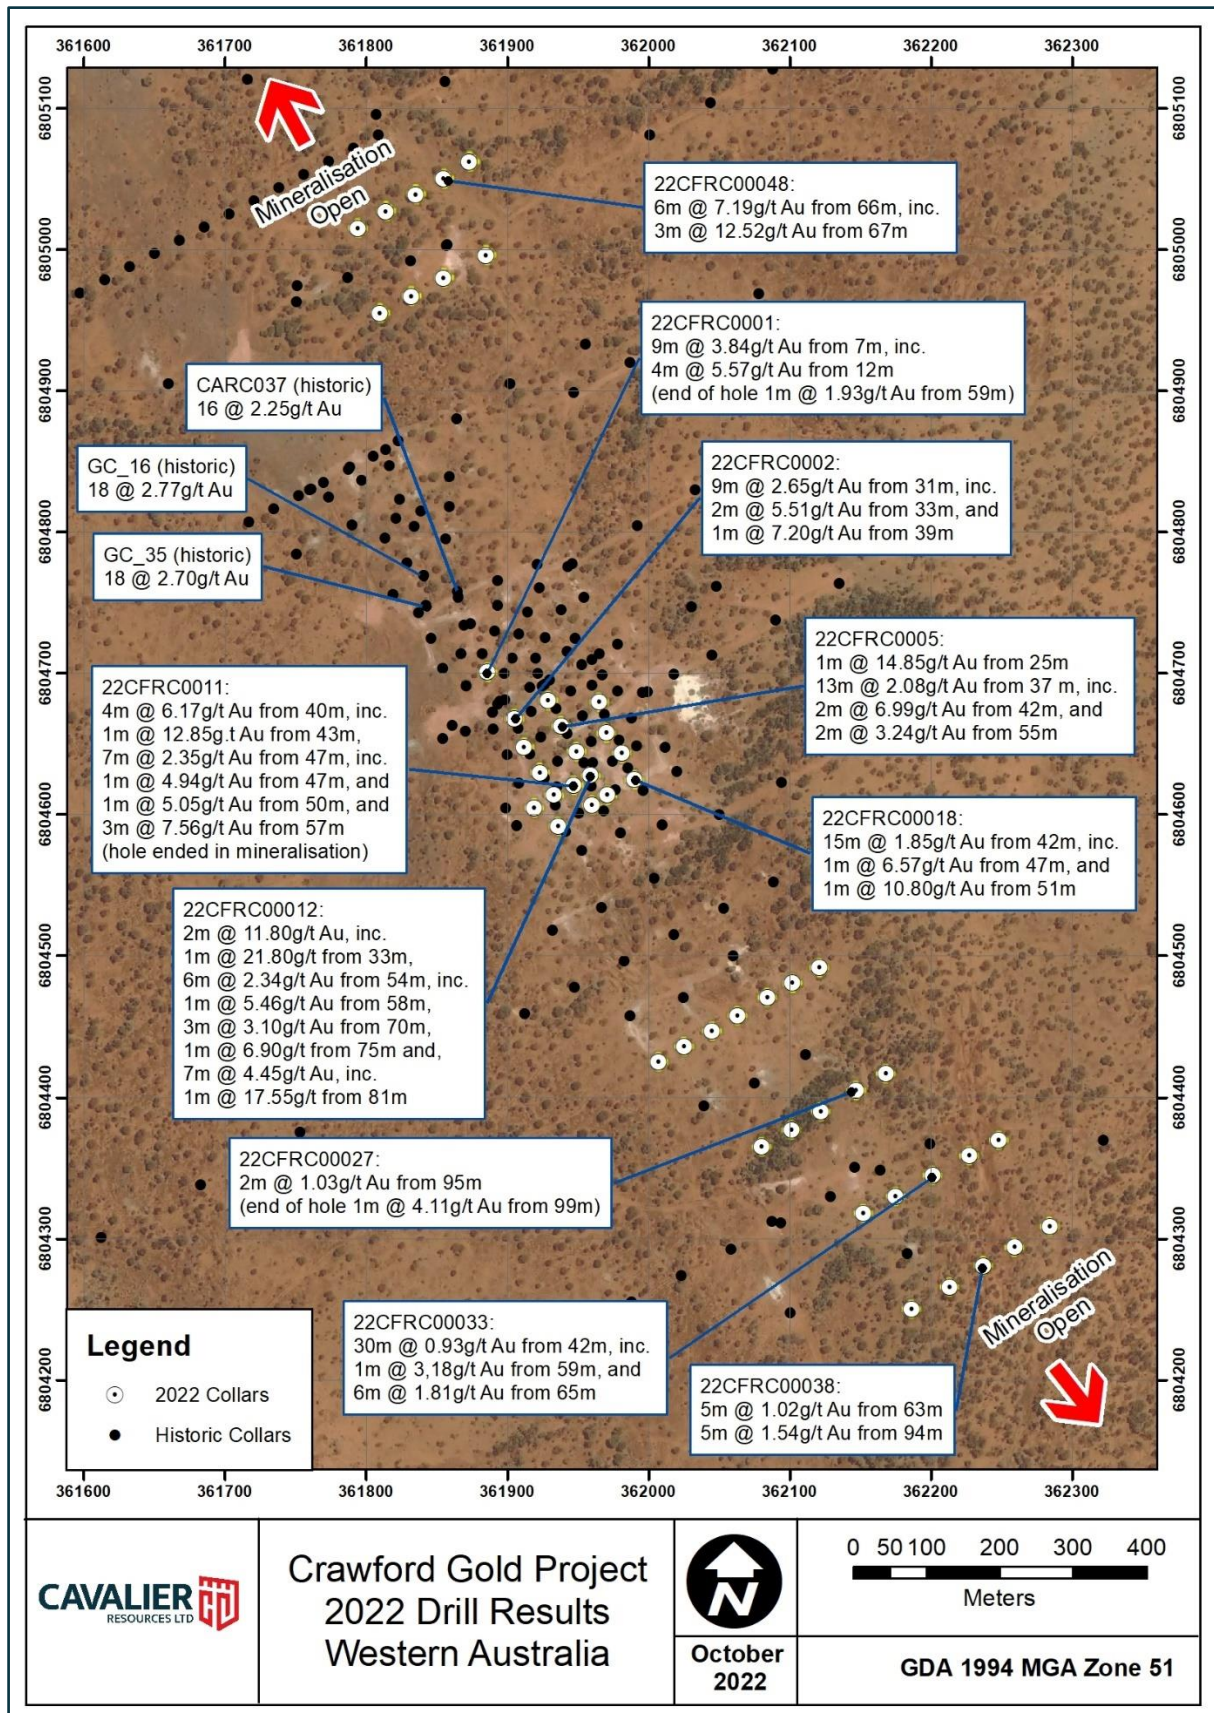 361600 361700 361800 361900 362000 362100 362200 362300
6805100
6805000
6804900
6804800
6804700
6804600
6804500
6804400
6804300
6804200
6805100
6805000
6804900
6804800
6804700
6804600
6804500
6804400
6804300
6804200
Mineralisation
Open
22CFRC00048:
6m @ 7.19g/t Au from 66m, inc.
3m @ 12.52g/t Au from 67m
22CFRC0001:
9m @ 3.84g/t Au from 7m, inc.
4m @ 5.57g/t Au from 12m
(end of hole 1m @ 1.93g/t Au from 59m)
CARC037 (historic)
16 @ 2.25g/t Au
GC_16 (historic)
18 @ 2.77g/t Au
22CFRC0002:
9m @ 2.65g/t Au from 31m, inc.
2m @ 5.51g/t Au from 33m, and
1m @ 7.20g/t Au from 39m
GC_35 (historic)
18 @ 2.70g/t Au
22CFRC0005:
1m @ 14.85g/t Au from 25m
13m @ 2.08g/t Au from 37 m, inc.
2m @ 6.99g/t Au from 42m, and
2m @ 3.24g/t Au from 55m
22CFRC0011:
4m @ 6.17g/t Au from 40m, inc.
1m @ 12.85g.t Au from 43m,
7m @ 2.35g/t Au from 47m, inc.
1m @ 4.94g/t Au from 47m, and
1m @ 5.05g/t Au from 50m, and
3m @ 7.56g/t Au from 57m
(hole ended in mineralisation)
22CFRC00018:
15m @ 1.85g/t Au from 42m, inc.
1m @ 6.57g/t Au from 47m, and
1m @ 10.80g/t Au from 51m
22CFRC00012:
2m @ 11.80g/t Au, inc.
1m @ 21.80g/t Au from 33m,
6m @ 2.34g/t Au from 54m, inc.
1m @ 5.46g/t Au from 58m,
3m @ 3.10g/t Au from 70m,
1m @ 6.90g/t from 75m and,
7m @ 4.45g/t Au, inc.
1m @ 17.55g/t from 81m
22CFRC00027:
2m @ 1.03g/t Au from 95m
(end of hole 1m @ 4.11g/t Au from 99m)
Mineralisation
Open
22CFRC00033:
30m @ 0.93g/t Au from 42m, inc.
1m @ 3,18g/t Au from 59m, and
6m @ 1.81g/t Au from 65m
22CFRC00038:
5m @ 1.02g/t Au from 63m
5m @ 1.54g/t Au from 94m
Legend
2022 Collars
Historic Collars
361600 361700 361800 361900 362000 362100 362200 362300
CAVALIER
RESOURCES LTD
Crawford Gold Project
2022 Drill Results
Western Australia
N
October
2022
0 50 100 200 300 400
Meters
GDA 1994 MGA Zone 51